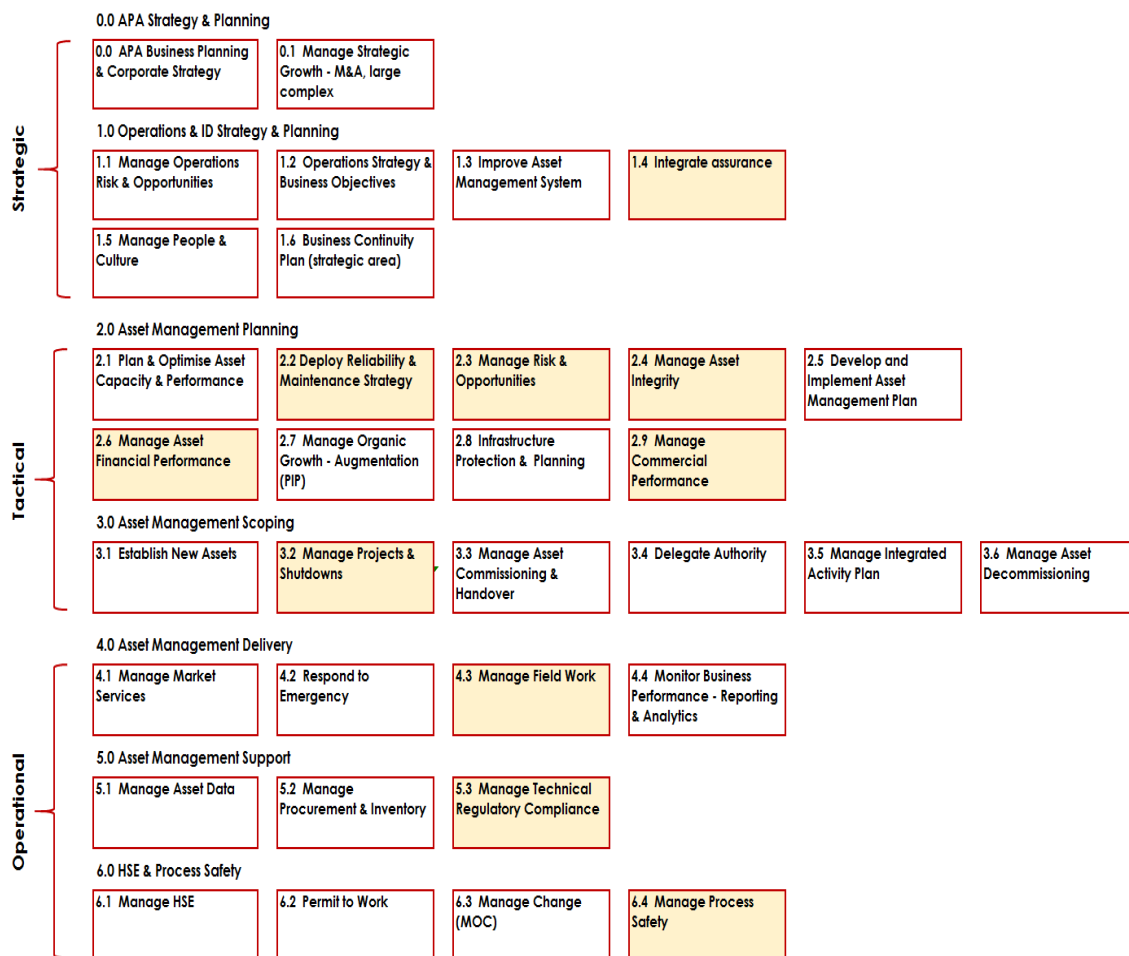 0.0 APA Strategy & Planning
0.0 APA Business Planning
& Corporate Strategy
0.1 Manage Strategic
Growth - M&A, large
complex
Strategic
1.0 Operations & ID Strategy & Planning
1.1 Manage Operations
Risk & Opportunities
1.2 Operations Strategy &
Business Objectives
1.3 Improve Asset
Management System
1.4 Integrate assurance
1.5 Manage People &
Culture
1.6 Business Continuity
Plan (strategic area)
2.0 Asset Management Planning
2.1 Plan & Optimise Asset
Capacity & Performance
2.2 Deploy Reliability &
Maintenance Strategy
2.3 Manage Risk &
Opportunities
2.4 Manage Asset
Integrity
2.5 Develop and
Implement Asset
Management Plan
Tactical
2.6 Manage Asset
Financial Performance
2.7 Manage Organic
Growth - Augmentation
(PIP)
2.8 Infrastructure
Protection & Planning
2.9 Manage
Commercial
Performance
3.0 Asset Management Scoping
3.1 Establish New Assets
3.2 Manage Projects &
Shutdowns
3.3 Manage Asset
Commissioning &
Handover
3.4 Delegate Authority
3.5 Manage Integrated
Activity Plan
3.6 Manage Asset
Decommissioning
4.0 Asset Management Delivery
4.1 Manage Market
Services
4.2 Respond to
Emergency
4.3 Manage Field Work
4.4 Monitor Business
Performance - Reporting
& Analytics
Operational
5.0 Asset Management Support
5.1 Manage Asset Data
5.2 Manage
Procurement & Inventory
5.3 Manage Technical
Regulatory Compliance
6.0 HSE & Process Safety
6.1 Manage HSE
6.2 Permit to Work
6.3 Manage Change
(MOC)
6.4 Manage Process
Safety